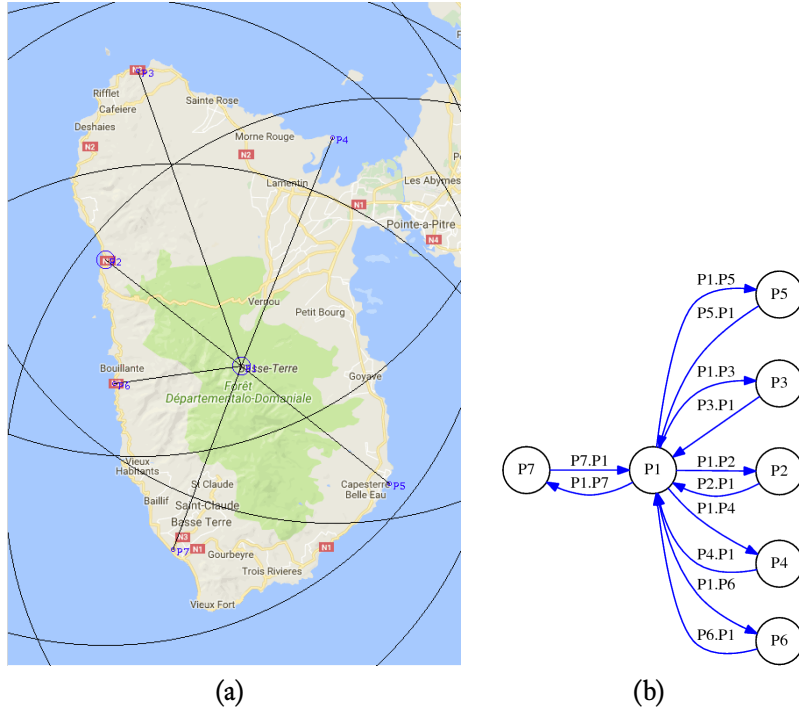 P3
Rifflet
Cafeiere
Sainte Rose
Deshaies
Morne Rouge
P4
N2
N2
Lamentin
Les Abymes
N1
Pointe-a-Pitre
N4
Vernou
Petit Bourg
Basse-Terre
Bouillante
P6
Forêt
Départementalo-Domaniale
Goyave
Vieux
Habitants
St Claude
Capesterre
Belle Eau
P5
Baillif
Saint-Claude
Basse Terre
N3
P7
N1
Gourbeyre
N1
Trois Rivieres
Vieux Fort
(a)
P1.P5
P5
P5.P1
P1.P3
P3
P3.P1
P7
P7.P1
P1
P1.P2
P2
P1.P7
P2.P1
P1.P4
P4.P1
P4
P1.P6
P6.P1
P6
(b)